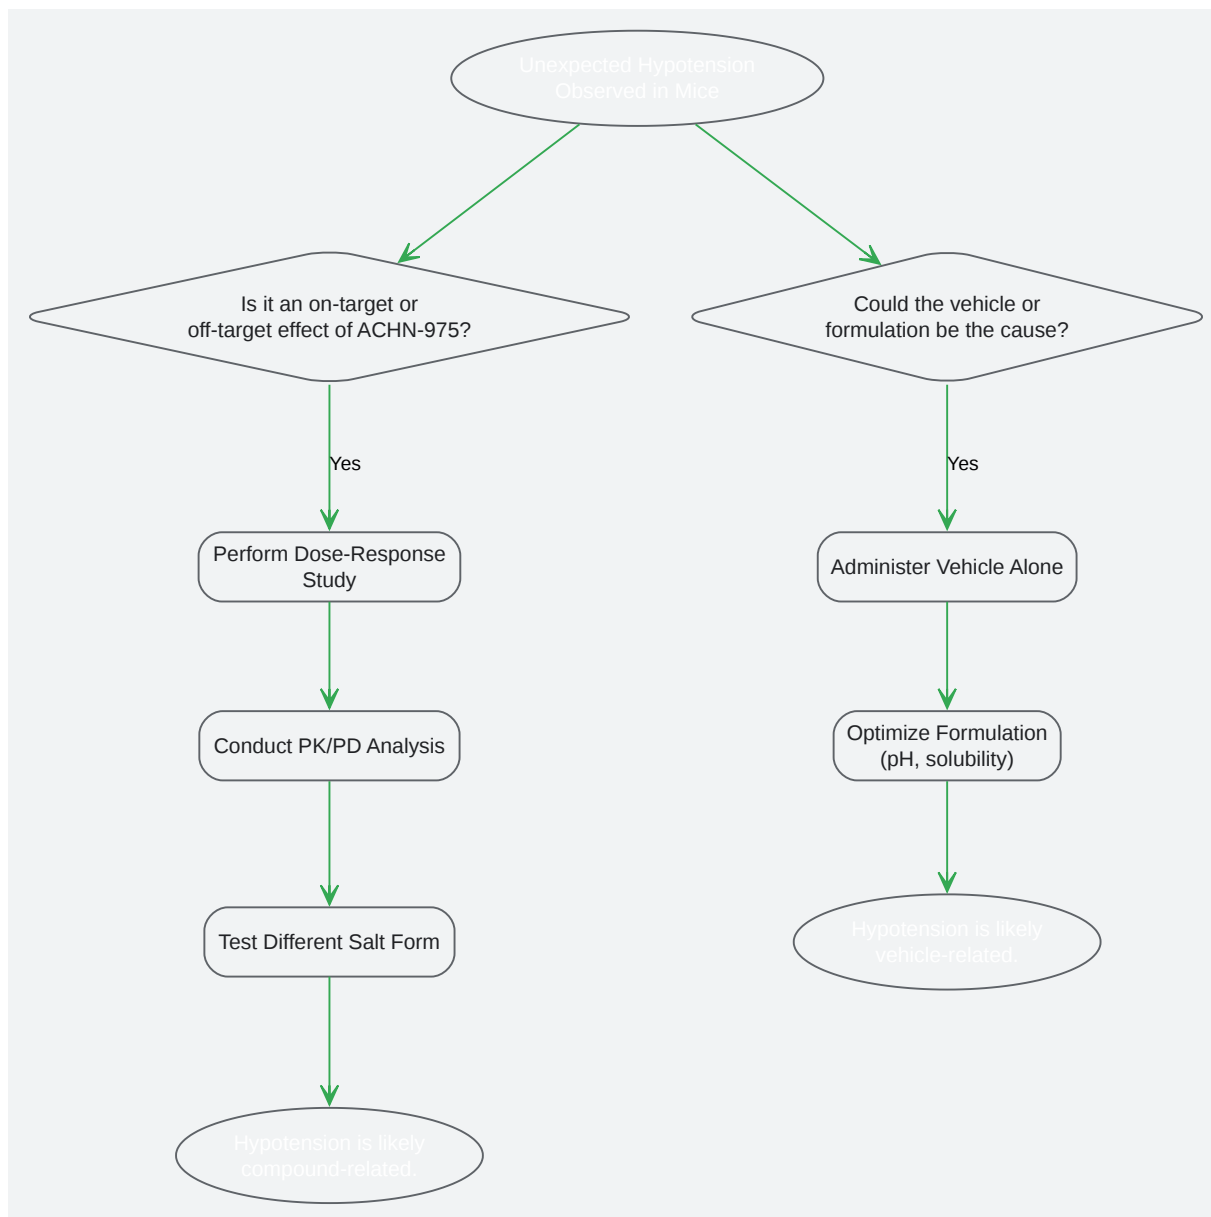 Unexpected Hypotension
Observed in Mice
Is it an on-target or
off-target effect of ACHN-975?
Could the vehicle or
formulation be the cause?
Yes
Yes
Perform Dose-Response
Study
Administer Vehicle Alone
Conduct PK/PD Analysis
Optimize Formulation
(pH, solubility)
Test Different Salt Form
Hypotension is likely
vehicle-related.
Hypotension is likely
compound-related.